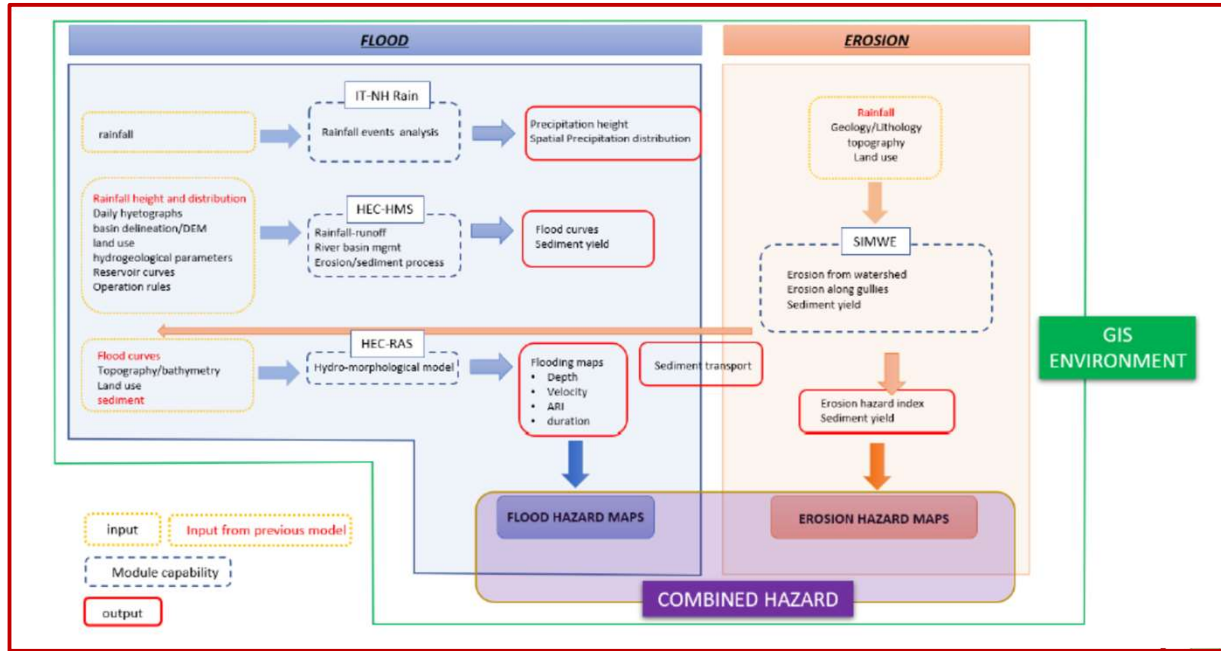 FLOOD
EROSION
IT-NH Rain
rainfall
Rainfall events analysis
Precipitation height
Spatial Precipitation distribution
Rainfall
Geology/Lithology
topography
Land use
Rainfall height and distribution
Daily hyetographs
basin delineation/DEM
land use
hydrogeological parameters
Reservoir curves
Operation rules
HEC-HMS
Rainfall-runoff
River basin mgmt
Erosion/sediment process
Flood curves
Sediment yield
SIMWE
Erosion from watershed
Erosion along gullies
Sediment yield
Flood curves
Topography/bathymetry
Land use
sediment
HEC-RAS
Hydro-morphological model
Flooding maps
• Depth
• Velocity
• ARI
• duration
Sediment transport
Erosion hazard index
Sediment yield
GIS
ENVIRONMENT
FLOOD HAZARD MAPS
EROSION HAZARD MAPS
COMBINED HAZARD
input
Input from previous model
Module capability
output